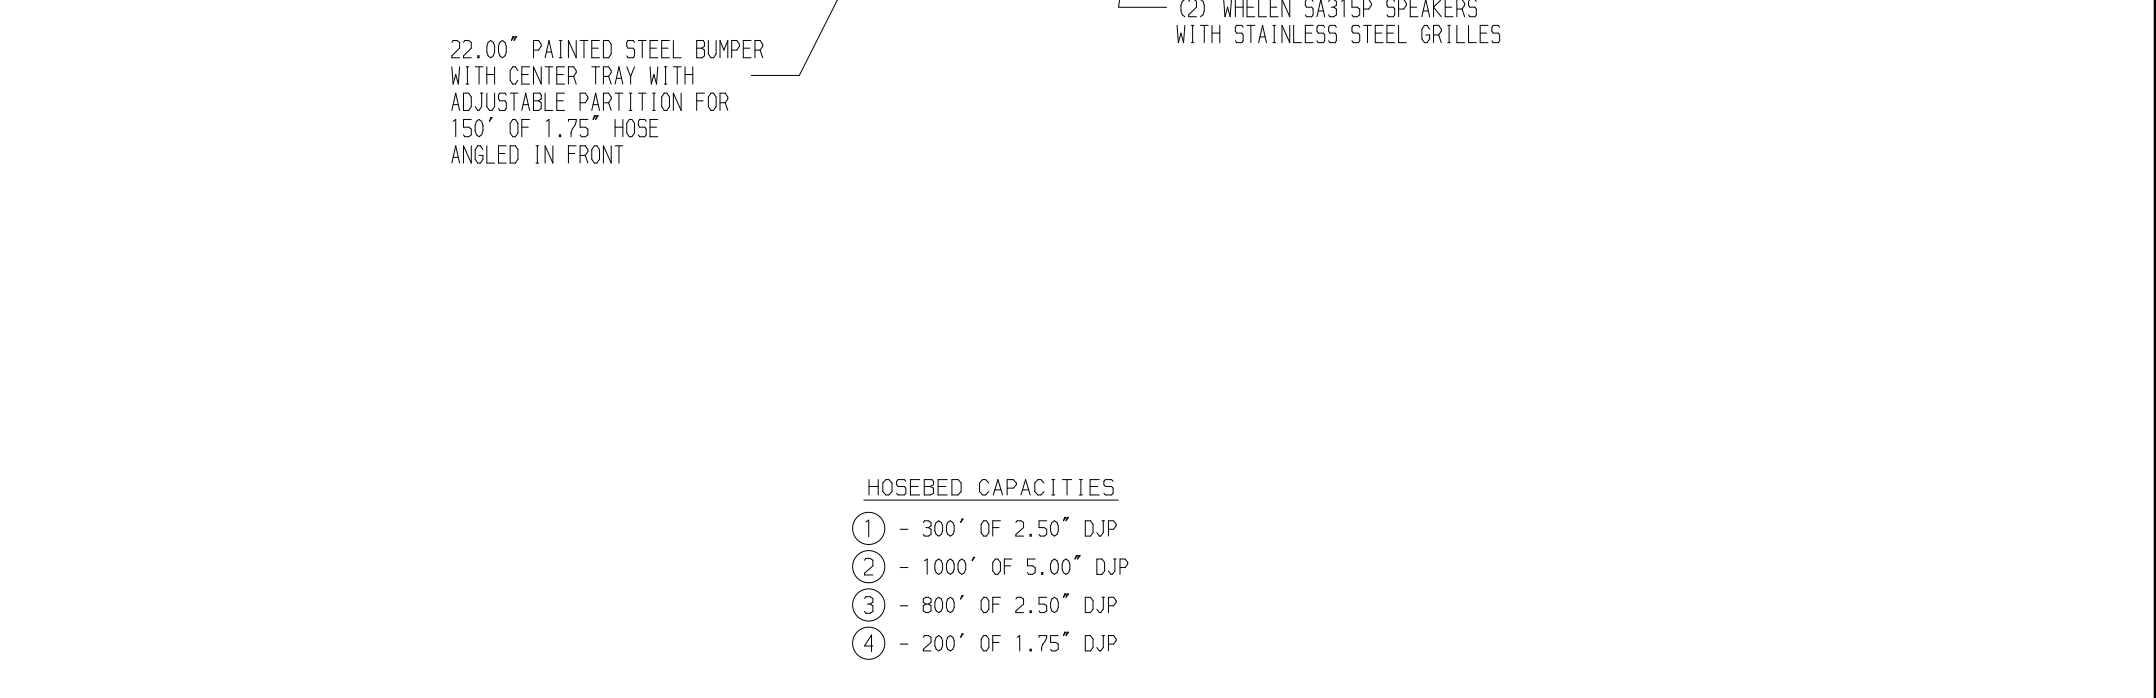 (2) WHELEN SA315P SPEAKERS
WITH STAINLESS STEEL GRILLES
22.00" PAINTED STEEL BUMPER
WITH CENTER TRAY WITH
ADJUSTABLE PARTITION FOR
150' OF 1.75" HOSE
ANGLED IN FRONT
HOSEBED CAPACITIES
1 - 300' OF 2.50" DJP
2 - 1000' OF 5.00" DJP
3 - 800' OF 2.50" DJP
4 - 200' OF 1.75" DJP